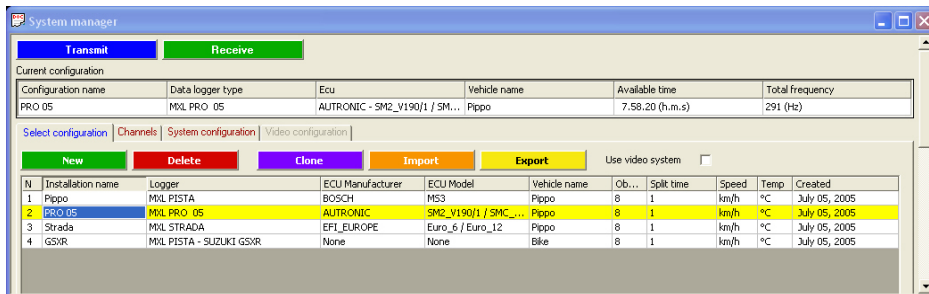 System manager
Transmit Receive
Current configuration
Configuration name Data logger type Ecu Vehicle name Available time Total frequency
PRO 05 MXL PRO 05 AUTRONIC - SM2_V190/1 / SM... Pippo 7.58.20 (h.m.s) 291 (Hz)
Select configuration Channels System configuration Video configuration
New Delete Clone Import Export Use video system
N Installation name Logger ECU Manufacturer ECU Model Vehicle name Ob... Split time Speed Temp Created
1 Pippo MXL PISTA BOSCH MS3 Pippo 8 1 km/h °C July 05, 2005
2 PRO 05 MXL PRO 05 AUTRONIC SM2_V190/1 / SMC_... Pippo 8 1 km/h °C July 05, 2005
3 Strada MXL STRADA EFI_EUROPE Euro_6 / Euro_12 Pippo 8 1 km/h °C July 05, 2005
4 GSXR MXL PISTA - SUZUKI GSXR None None Bike 8 1 km/h °C July 05, 2005